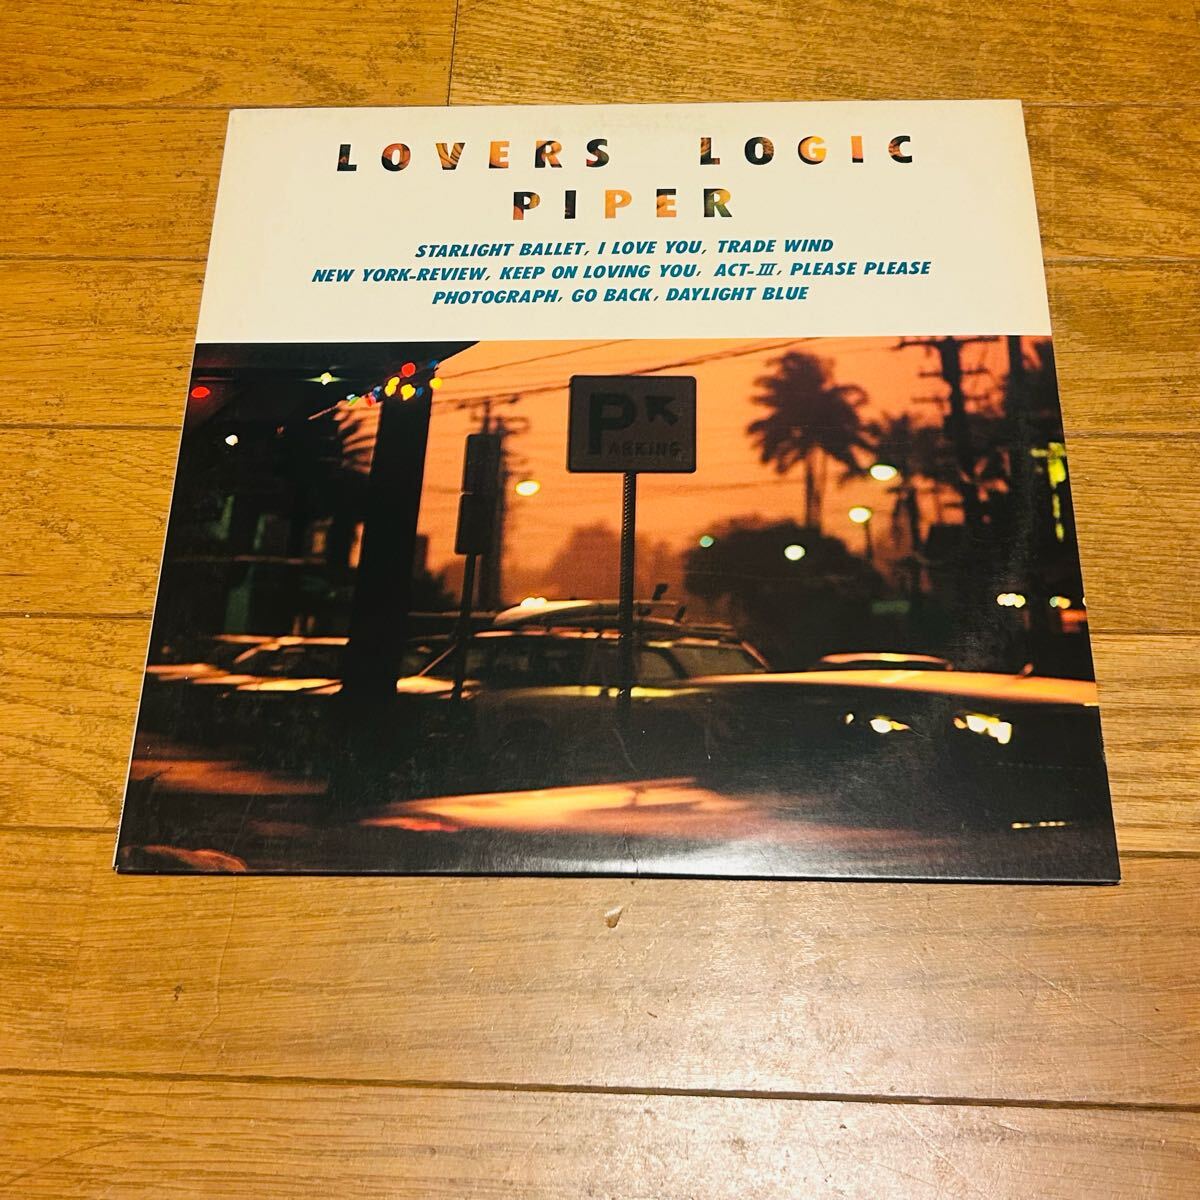 LOVERS LOGIC
PIPER
STARLIGHT BALLET, I LOVE YOU, TRADE WIND
NEW YORK-REVIEW, KEEP ON LOVING YOU, ACT-III, PLEASE PLEASE
PHOTOGRAPH, GO BACK, DAYLIGHT BLUE
P
PARKING